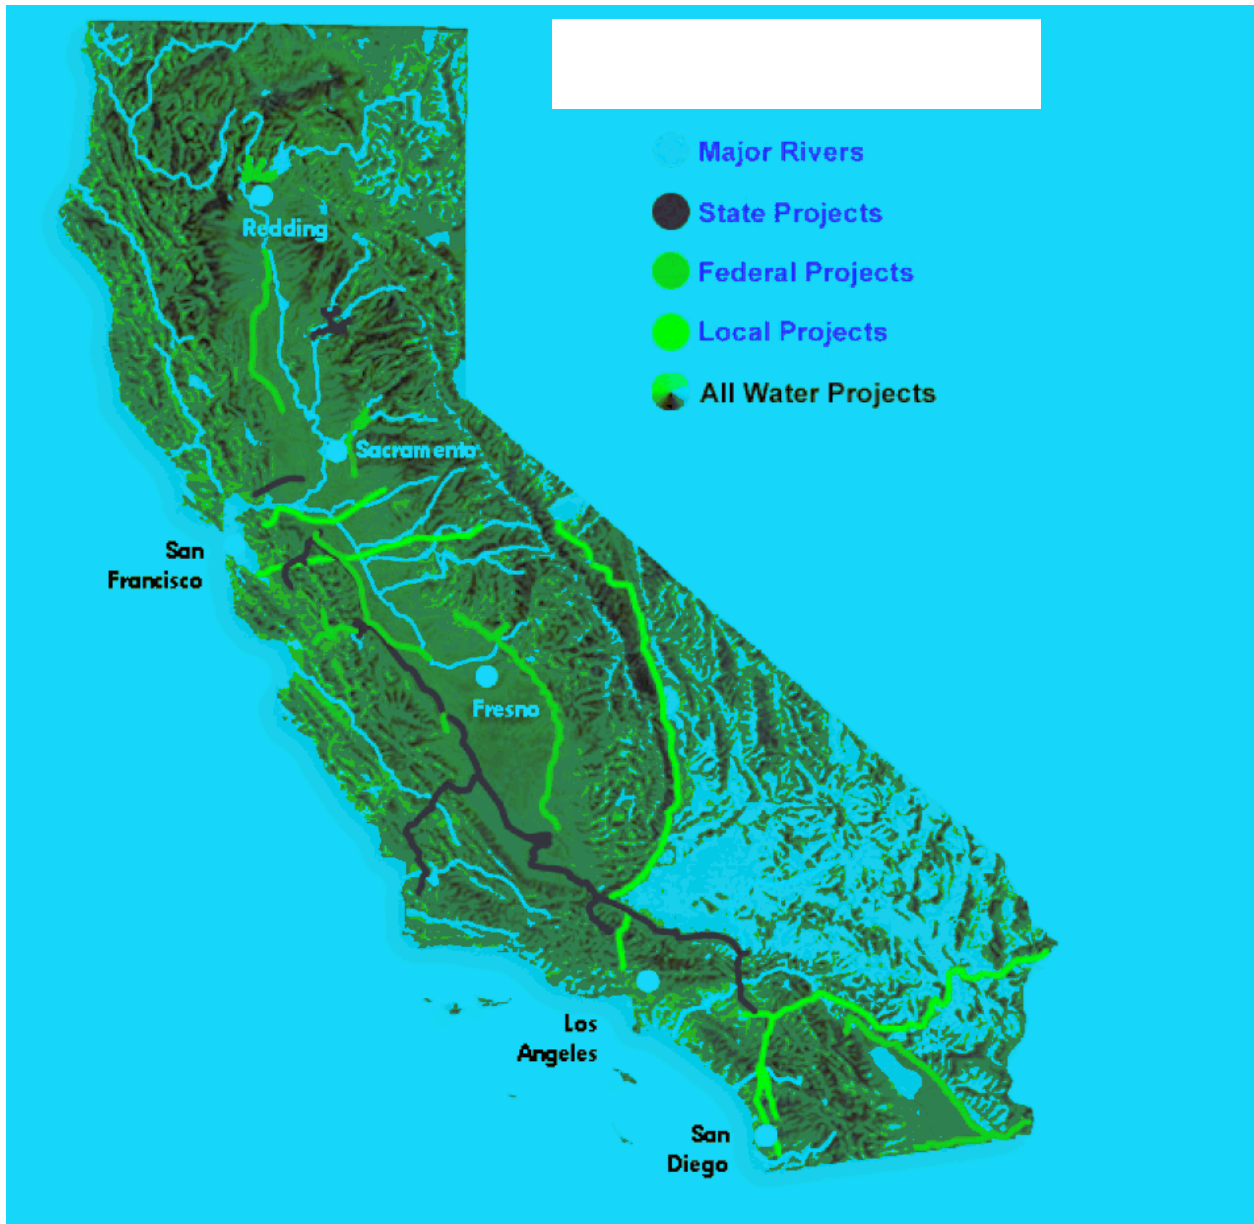 Major Rivers
State Projects
Federal Projects
Local Projects
All Water Projects
Redding
Sacramento
San
Francisco
Fresno
Los
Angeles
San
Diego